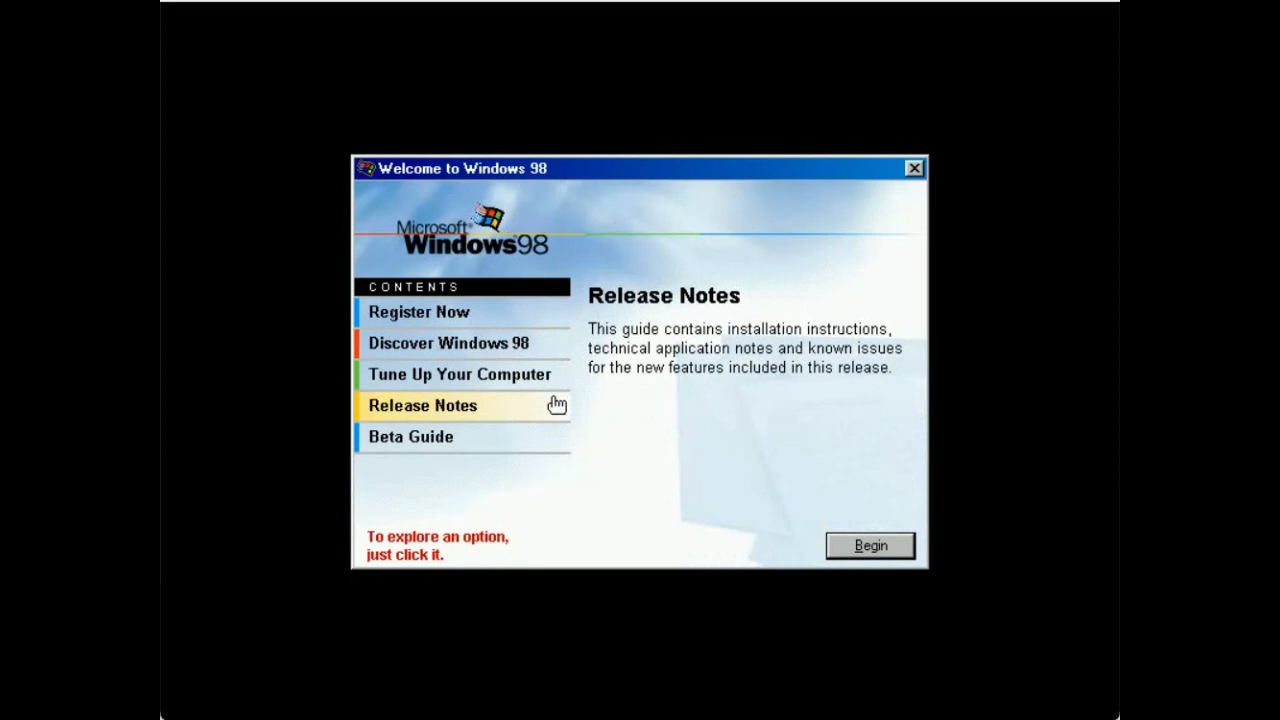 Welcome to Windows 98
Microsoft®
Windows98
CONTENTS
Register Now
Discover Windows 98
Tune Up Your Computer
Release Notes
Beta Guide
To explore an option,
just click it.
Release Notes
This guide contains installation instructions,
technical application notes and known issues
for the new features included in this release.
Begin